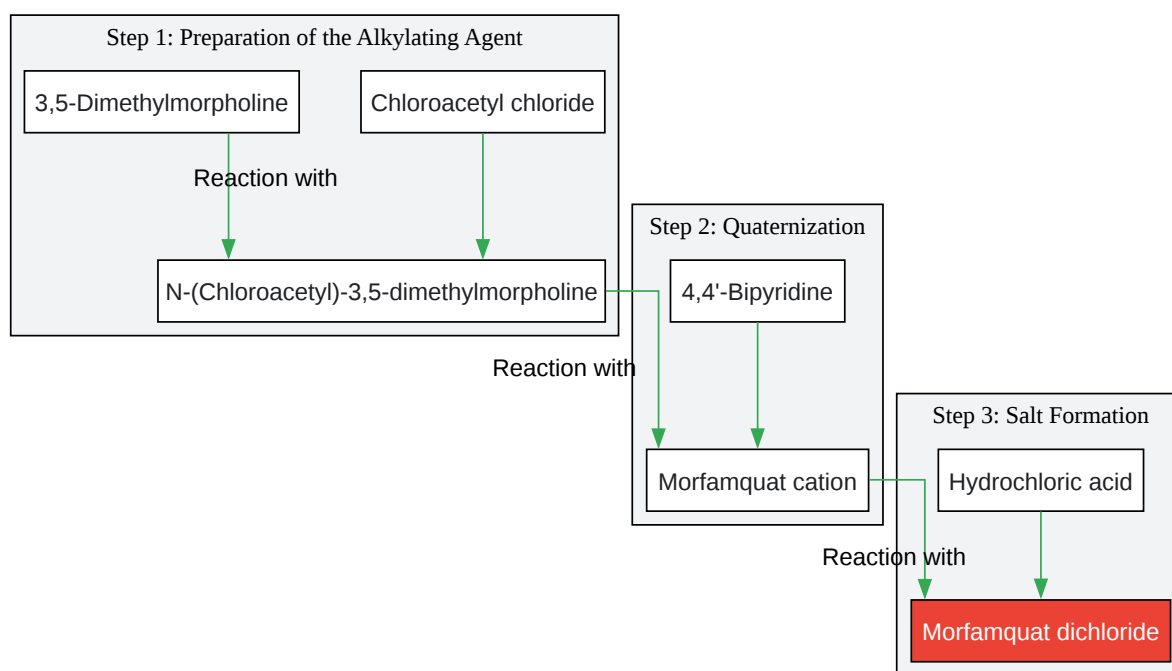 Step 1: Preparation of the Alkylating Agent
3,5-Dimethylmorpholine
Chloroacetyl chloride
Reaction with
N-(Chloroacetyl)-3,5-dimethylmorpholine
Step 2: Quaternization
4,4'-Bipyridine
Reaction with
Morfamquat cation
Step 3: Salt Formation
Hydrochloric acid
Reaction with
Morfamquat dichloride